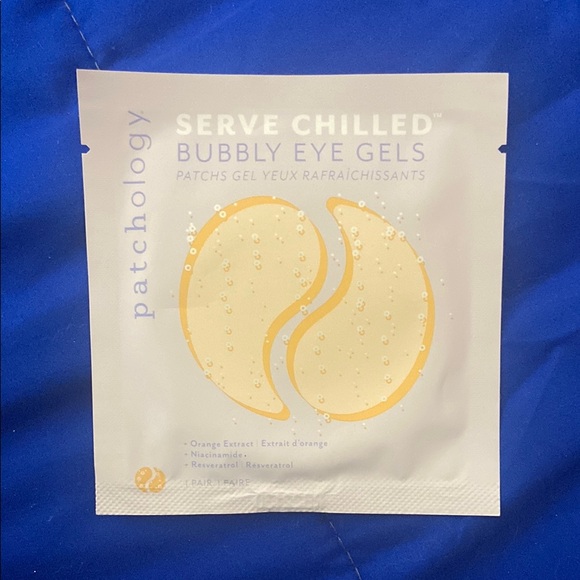 patchology
SERVE CHILLED™
BUBBLY EYE GELS
PATCHS GEL YEUX RAFRAÎCHISSANTS
• Orange Extract : Extrait d'orange
• Niacinamide •
• Resveratrol : Resvératrol
1 PAIR : 1 PAIRE